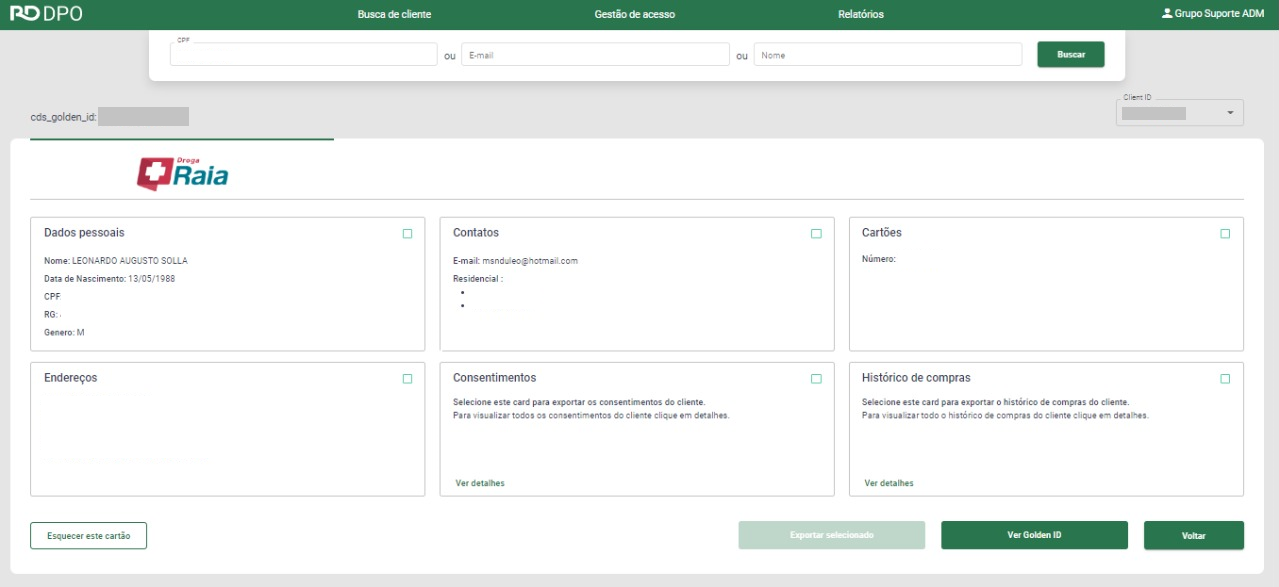 RD DPO
Busca de cliente
Gestão de acesso
Relatórios
Grupo Suporte ADM
CPF
ou
E-mail
ou
Nome
Buscar
cds_golden_id:
Client ID
Droga
Raia
Dados pessoais
Nome: LEONARDO AUGUSTO SOLLA
Data de Nascimento: 13/05/1988
CPF
RG:
Genero: M
Contatos
E-mail: msnduleo@hotmail.com
Residencial :
Cartões
Número:
Endereços
Consentimentos
Selecione este card para exportar os consentimentos do cliente.
Para visualizar todos os consentimentos do cliente clique em detalhes.
Ver detalhes
Histórico de compras
Selecione este card para exportar o histórico de compras do cliente.
Para visualizar todo o histórico de compras do cliente clique em detalhes.
Ver detalhes
Esquecer este cartão
Exportar selecionado
Ver Golden ID
Voltar